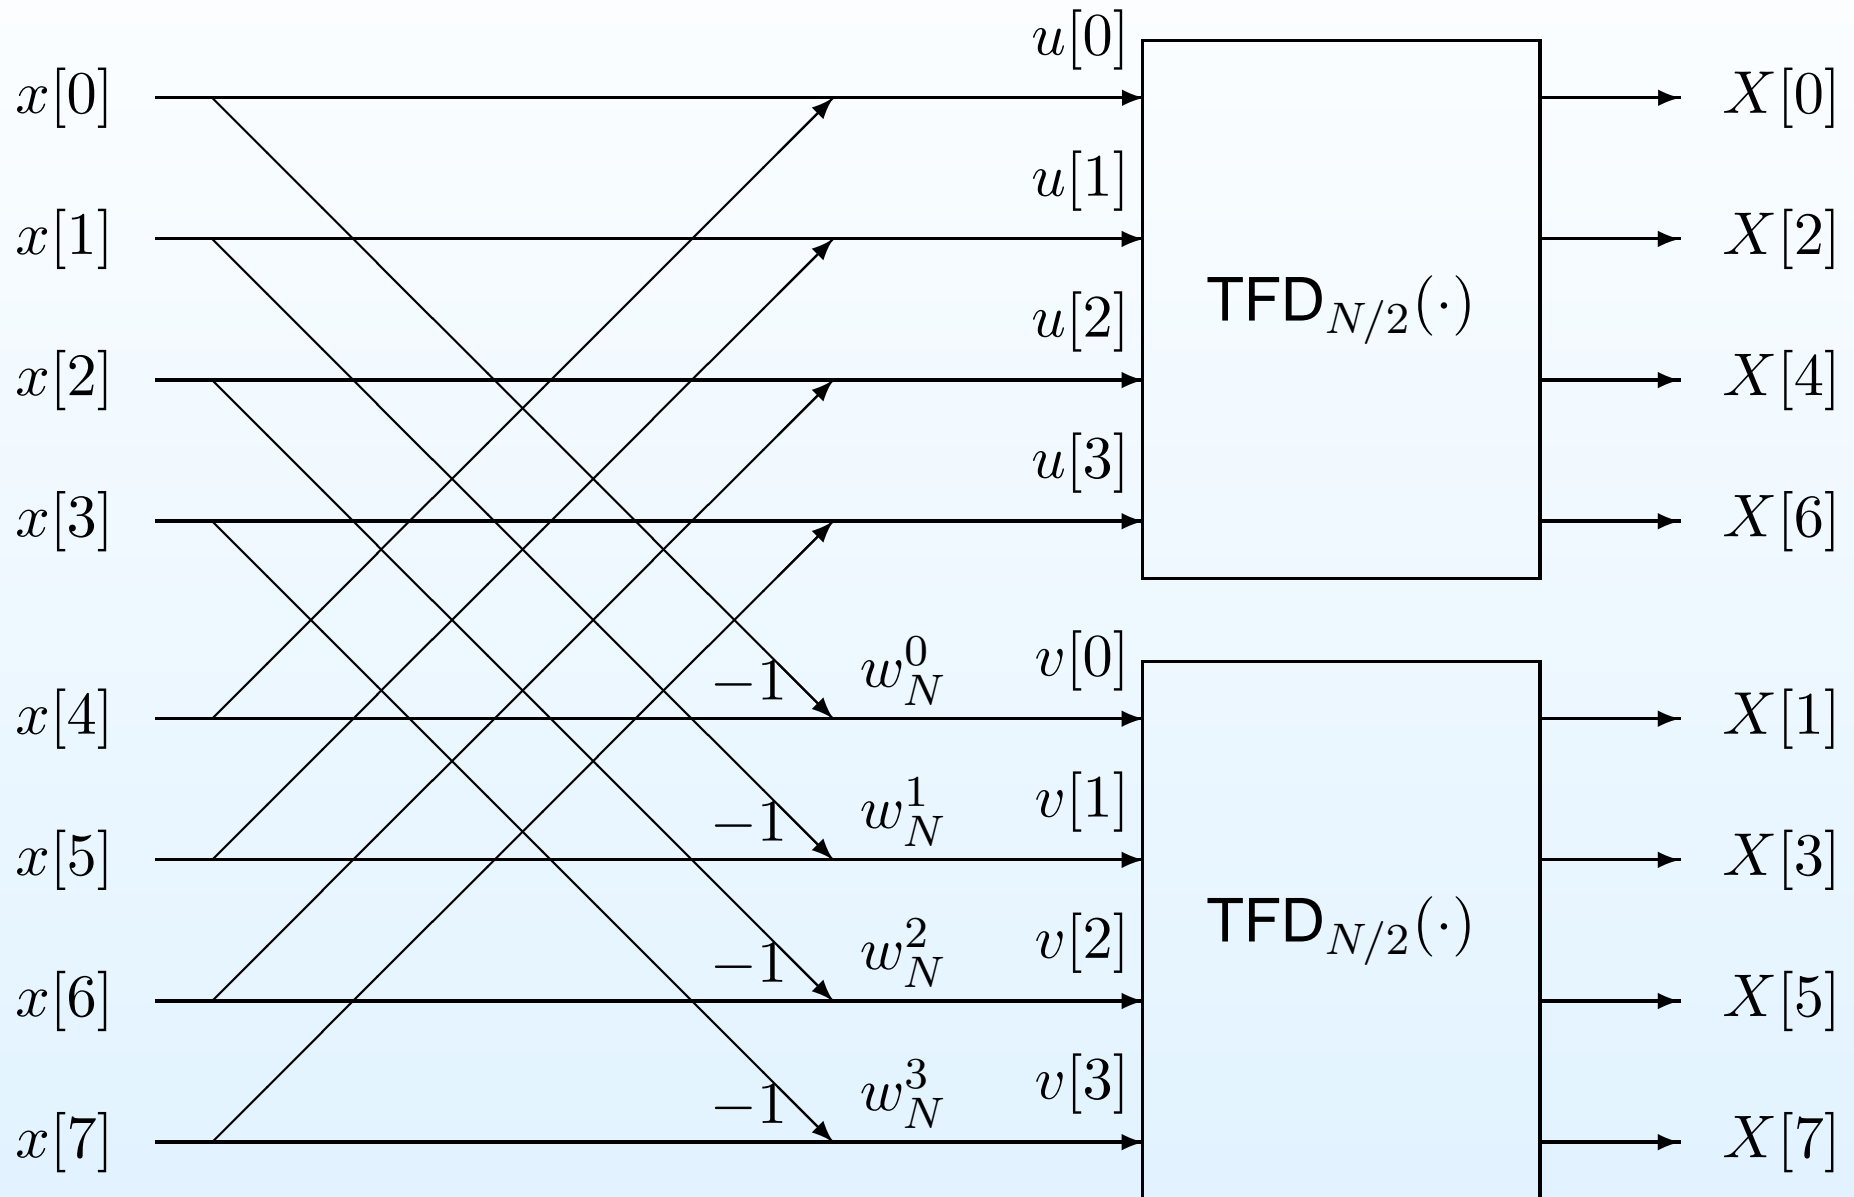 u[0]
x[0] X[0]
u[1]
x[1] X[2]
u[2]
TFD_{N/2}(·)
x[2] X[4]
u[3]
x[3] X[6]
-1 w_N^0 v[0]
x[4] X[1]
-1 w_N^1 v[1]
x[5] X[3]
-1 w_N^2 v[2]
TFD_{N/2}(·)
x[6] X[5]
-1 w_N^3 v[3]
x[7] X[7]